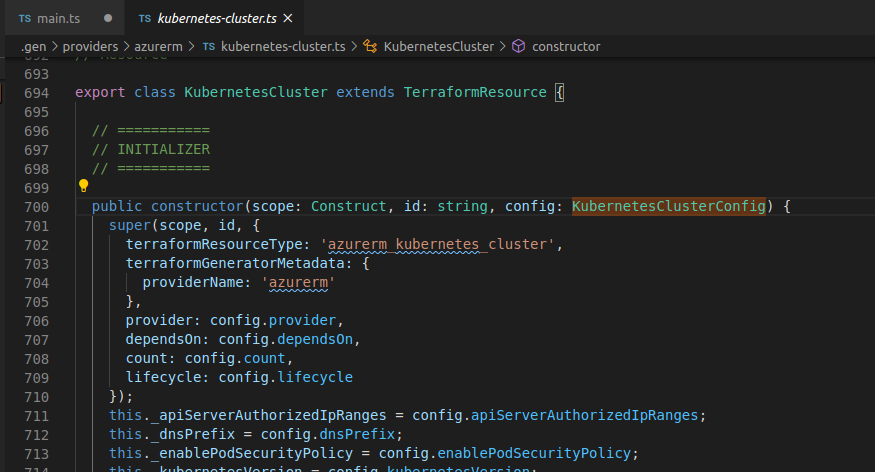 TS main.ts ●
TS kubernetes-cluster.ts ×
.gen > providers > azurerm > TS kubernetes-cluster.ts > KubernetesCluster > constructor
692 // Resource
693
694 export class KubernetesCluster extends TerraformResource {
695
696 // ===========
697 // INITIALIZER
698 // ===========
699
700 public constructor(scope: Construct, id: string, config: KubernetesClusterConfig) {
701 super(scope, id, {
702 terraformResourceType: 'azurerm_kubernetes_cluster',
703 terraformGeneratorMetadata: {
704 providerName: 'azurerm'
705 },
706 provider: config.provider,
707 dependsOn: config.dependsOn,
708 count: config.count,
709 lifecycle: config.lifecycle
710 });
711 this._apiServerAuthorizedIpRanges = config.apiServerAuthorizedIpRanges;
712 this._dnsPrefix = config.dnsPrefix;
713 this._enablePodSecurityPolicy = config.enablePodSecurityPolicy;
714 this._kubernetesVersion = config.kubernetesVersion;